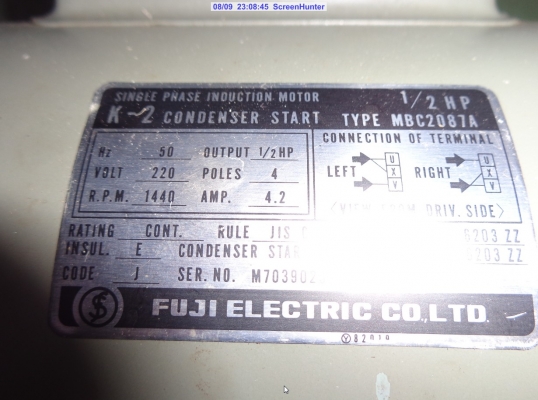 08/09 23:08:45 ScreenHunter
SINGLE PHASE INDUCTION MOTOR 1/2 HP
K-2 CONDENSER START TYPE MBC2087A
CONNECTION OF TERMINAL
Hz 50 OUTPUT 1/2HP
VOLT 220 POLES 4
R.P.M. 1440 AMP. 4.2
LEFT U X V RIGHT U X V
DRIV. SIDE>
RATING CONT. RULE JIS 6203 ZZ
INSUL. E CONDENSER 6203 ZZ
CODE J SER.NO.
FUJI ELECTRIC CO.,LTD.